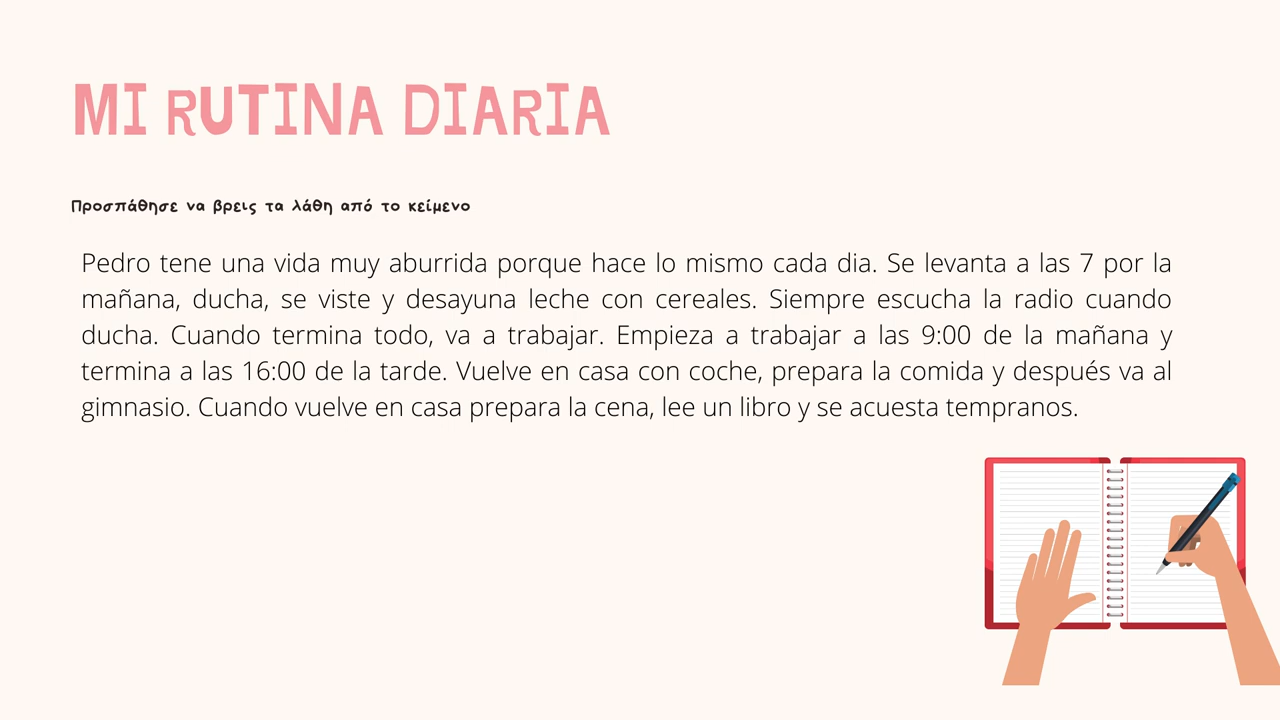 MI RUTINA DIARIA
Προσπάθησε να βρεις τα λάθη από το κείμενο
Pedro tene una vida muy aburrida porque hace lo mismo cada dia. Se levanta a las 7 por la
mañana, ducha, se viste y desayuna leche con cereales. Siempre escucha la radio cuando
ducha. Cuando termina todo, va a trabajar. Empieza a trabajar a las 9:00 de la mañana y
termina a las 16:00 de la tarde. Vuelve en casa con coche, prepara la comida y después va al
gimnasio. Cuando vuelve en casa prepara la cena, lee un libro y se acuesta tempranos.